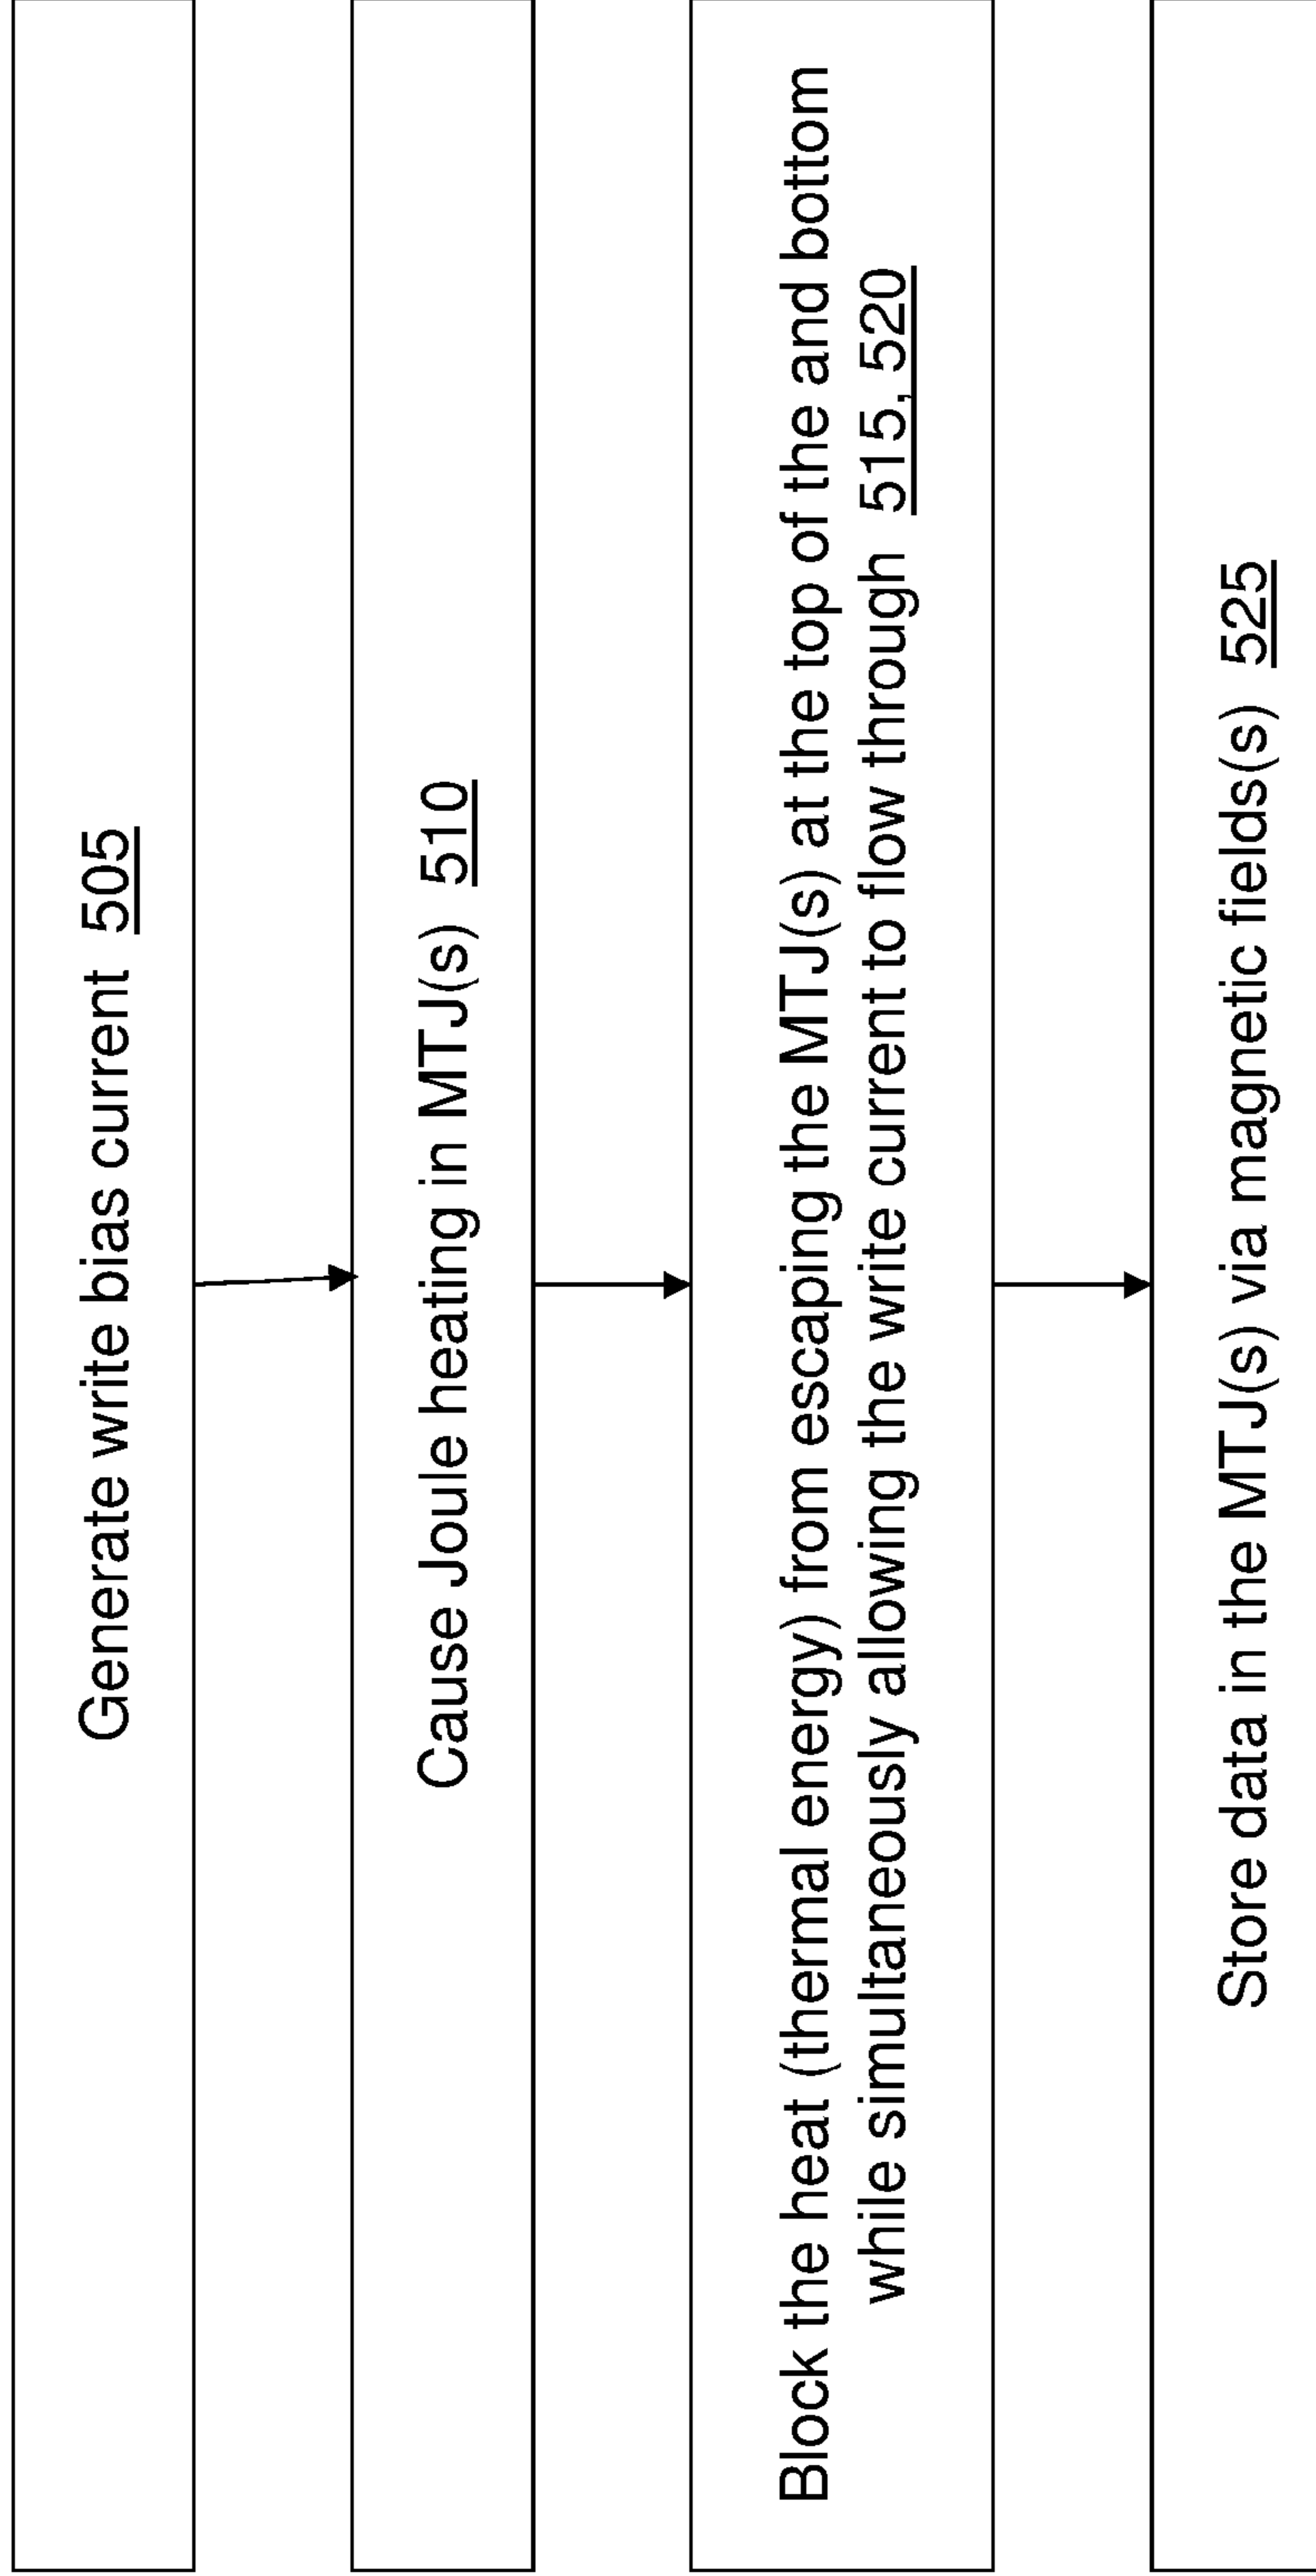 Generate write bias current 505
Cause Joule heating in MTJ(s) 510
Block the heat (thermal energy) from escaping the MTJ(s) at the top of the and bottom
while simultaneously allowing the write current to flow through 515, 520
Store data in the MTJ(s) via magnetic fields(s) 525